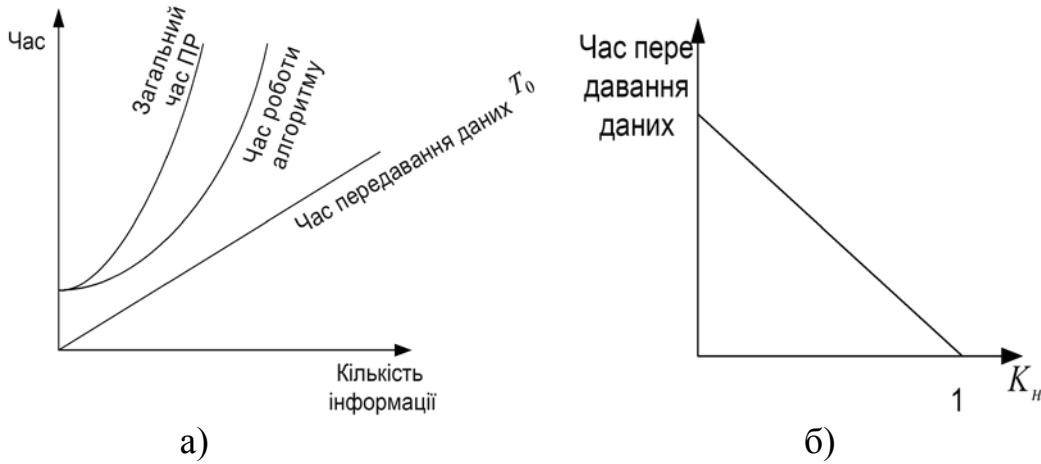 Час
Загальний
час ПР
Час роботи
алгоритму
Час передавання даних T₀
Кількість
інформації
а)
Час пере
давання
даних
1
Kн
б)